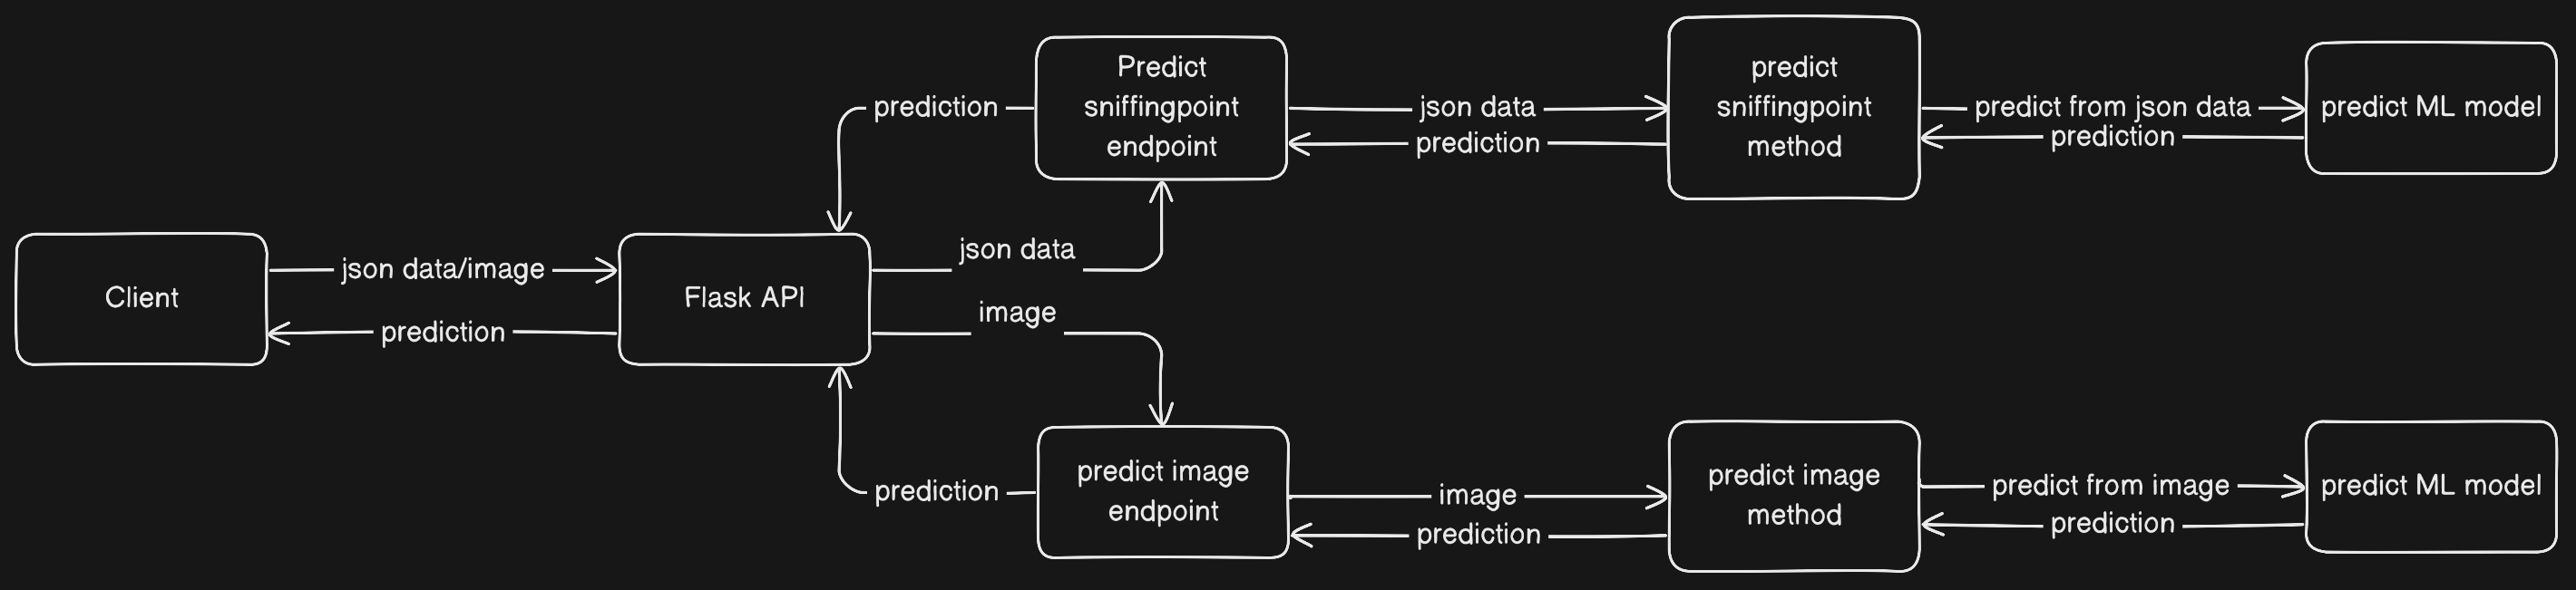 Predict
sniffingpoint
endpoint
prediction
json data
prediction
predict
sniffingpoint
method
predict from json data
prediction
predict ML model
Client
json data/image
prediction
Flask API
json data
image
prediction
predict image
endpoint
image
prediction
predict image
method
predict from image
prediction
predict ML model